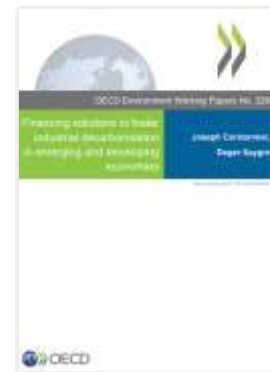 OECD Environment Working Papers No.
Financing solutions to foster
industrial decarbonisation
in emerging and developing
economies
Joseph Cordonnier
Deger Saygin
OECD